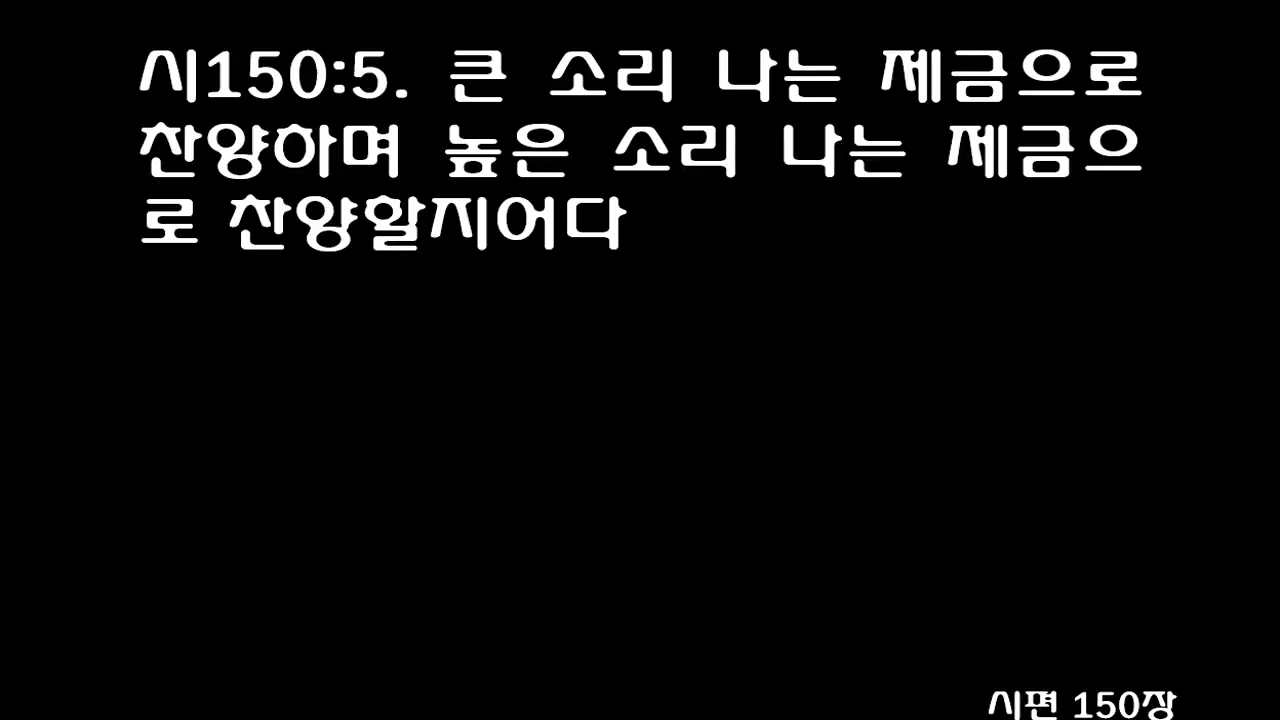 시150:5. 큰 소리 나는 제금으로
찬양하며 높은 소리 나는 제금으
로 찬양할지어다
시편 150장